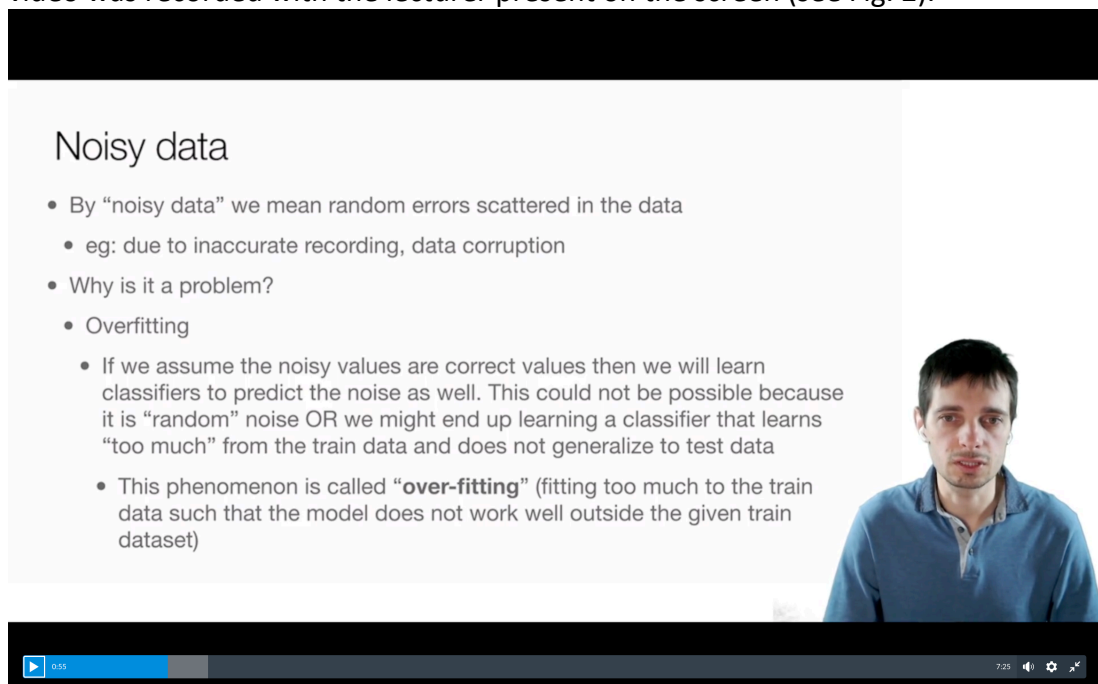 video was recorded with the lecturer present on the screen (see Fig. 2).
Noisy data
• By “noisy data” we mean random errors scattered in the data
• eg: due to inaccurate recording, data corruption
• Why is it a problem?
• Overfitting
• If we assume the noisy values are correct values then we will learn
classifiers to predict the noise as well. This could not be possible because
it is “random” noise OR we might end up learning a classifier that learns
“too much” from the train data and does not generalize to test data
• This phenomenon is called “over-fitting” (fitting too much to the train
data such that the model does not work well outside the given train
dataset)
0:55
7:25